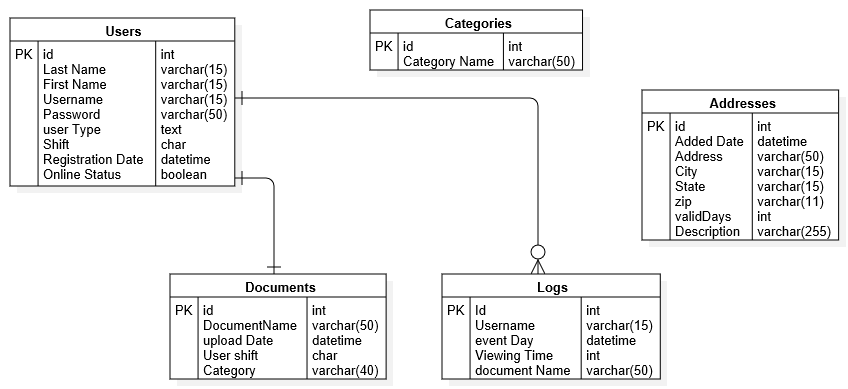 Users
PK id int
Last Name varchar(15)
First Name varchar(15)
Username varchar(15)
Password varchar(50)
user Type text
Shift char
Registration Date datetime
Online Status boolean
Categories
PK id int
Category Name varchar(50)
Addresses
PK id int
Added Date datetime
Address varchar(50)
City varchar(15)
State varchar(15)
zip varchar(11)
validDays int
Description varchar(255)
Documents
PK id int
DocumentName varchar(50)
upload Date datetime
User shift char
Category varchar(40)
Logs
PK Id int
Username varchar(15)
event Day datetime
Viewing Time int
document Name varchar(50)